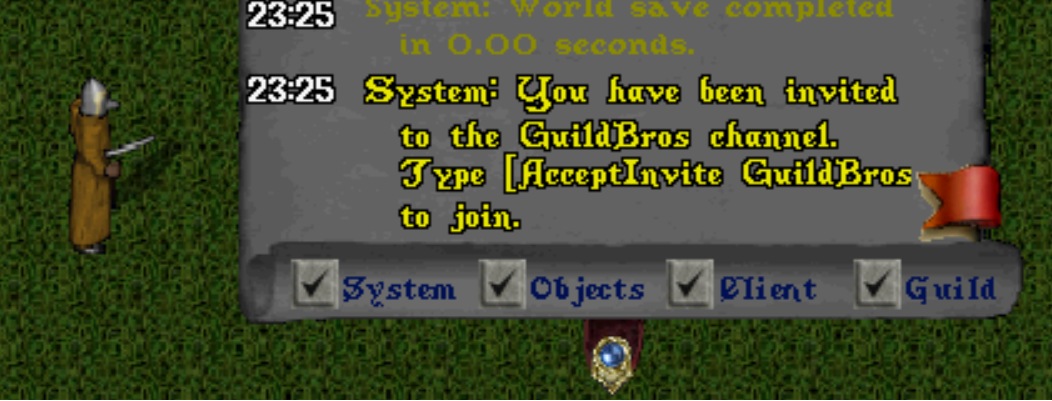 23:25 System: World save completed
in 0.00 seconds.
23:25 System: You have been invited
to the GuildBros channel.
Type [AcceptInvite GuildBros
to join.
System Objects Client Guild